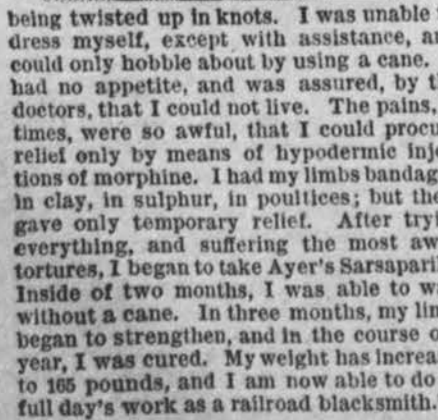 being twisted up in knots. I was unable
dress myself, except with assistance, a
could only hobble about by using a cane.
had no appetite, and was assured, by t
doctors, that I could not live. The pains,
times, were so awful, that I could procu
relief only by means of hypodermic inje
tions of morphine. I had my limbs bandag
in clay, in sulphur, in poultices; but the
gave only temporary relief. After tryi
everything, and suffering the most aw
tortures, I began to take Ayer's Sarsapari
Inside of two months, I was able to w
without a cane. In three months, my li
began to strengthen, and in the course o
year, I was cured. My weight has increa
to 165 pounds, and I am now able to do
full day's work as a railroad blacksmith.